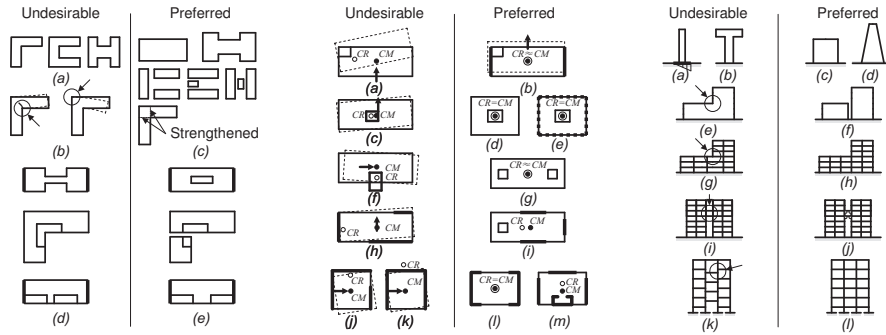 Undesirable Preferred
(a)
Strengthened
(b) (c)
(d) (e)
Undesirable Preferred
CR CM
CR≈CM
(a) (b)
CR CM
CR=CM CR=CM
(c) (d) (e)
CM
CR
CR≈CM
(f) (g)
CR CM
CR CM
(h) (i)
CR
CM
CR
CM
CR=CM
CR
CM
(j) (k) (l) (m)
Undesirable Preferred
(a) (b) (c) (d)
(e) (f)
(g) (h)
(i) (j)
(k) (l)